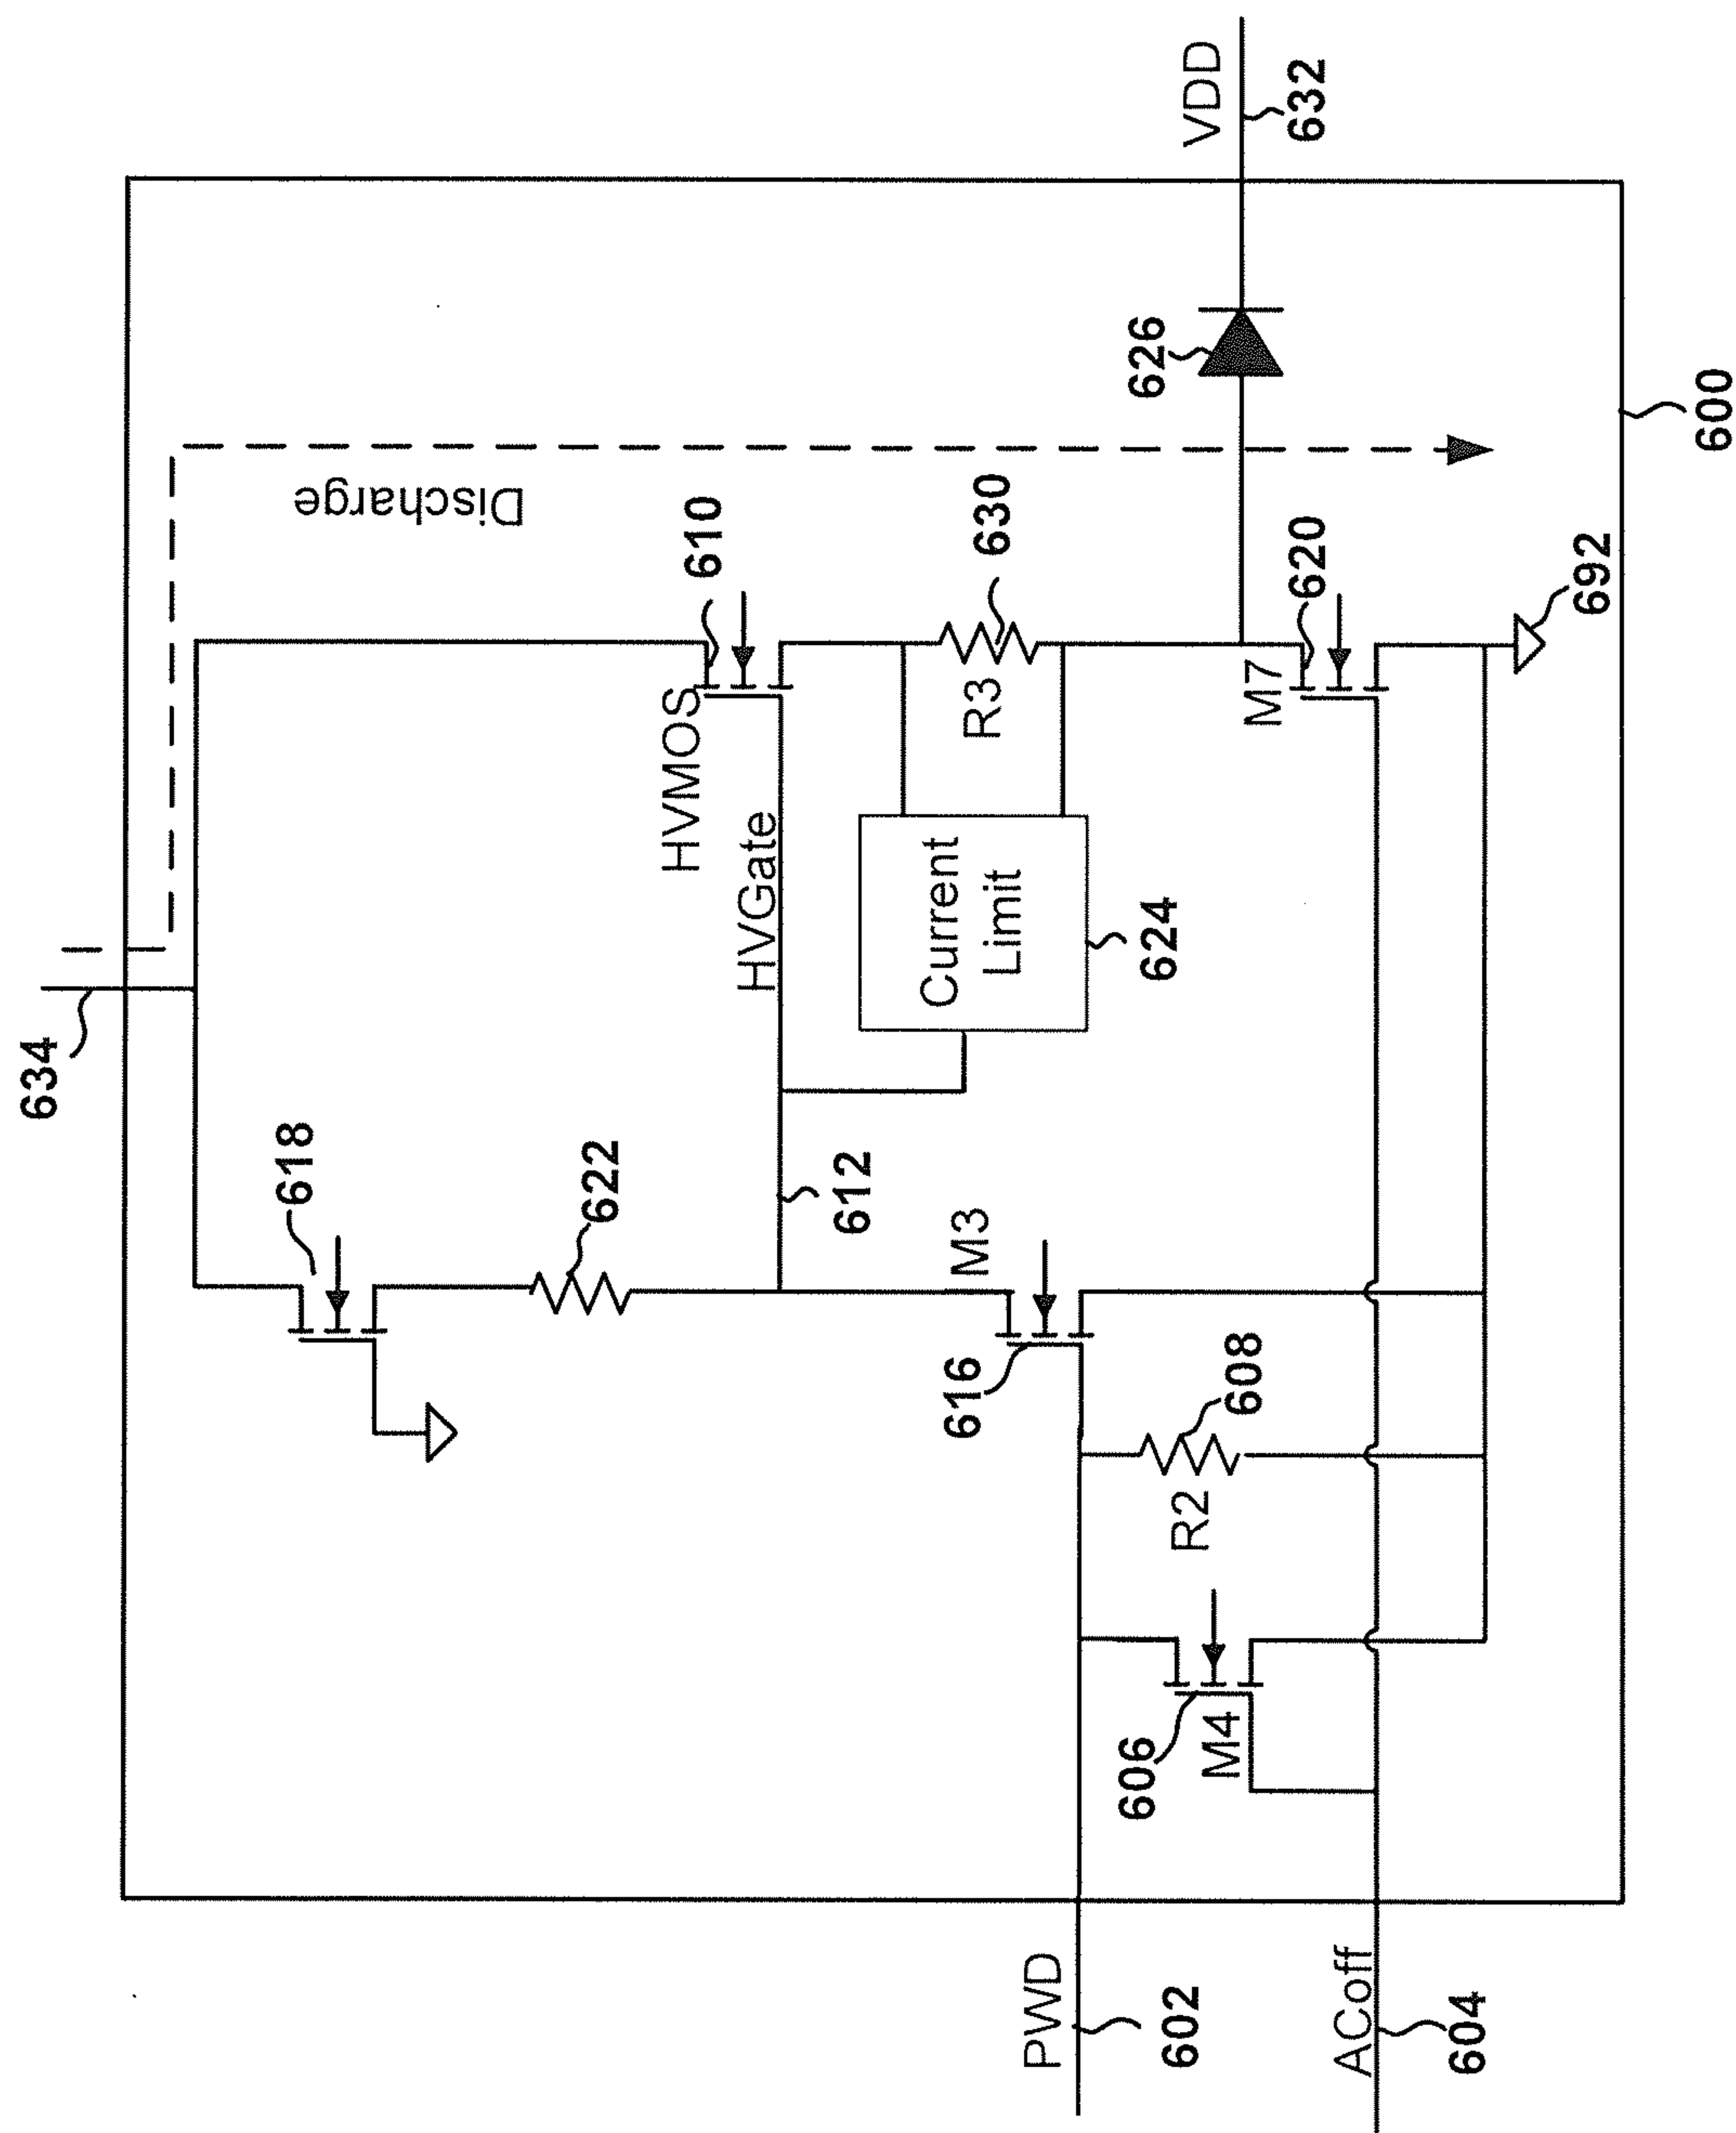 634
Discharge
618
610
HVMOS
622
HVGate
612
630
R3
Current
Limit
624
626
VDD
632
M3
616
R2
608
M7
620
606
M4
PWD
602
ACoff
604
692
600